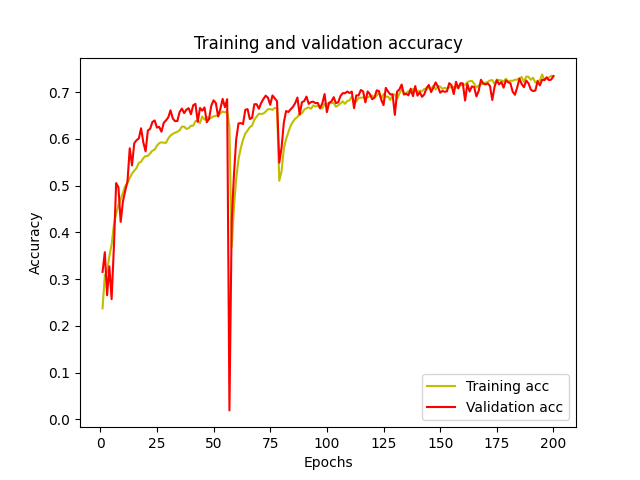 Training and validation accuracy
Accuracy
0.7
0.6
0.5
0.4
0.3
0.2
0.1
0.0
Training acc
Validation acc
0 25 50 75 100 125 150 175 200
Epochs